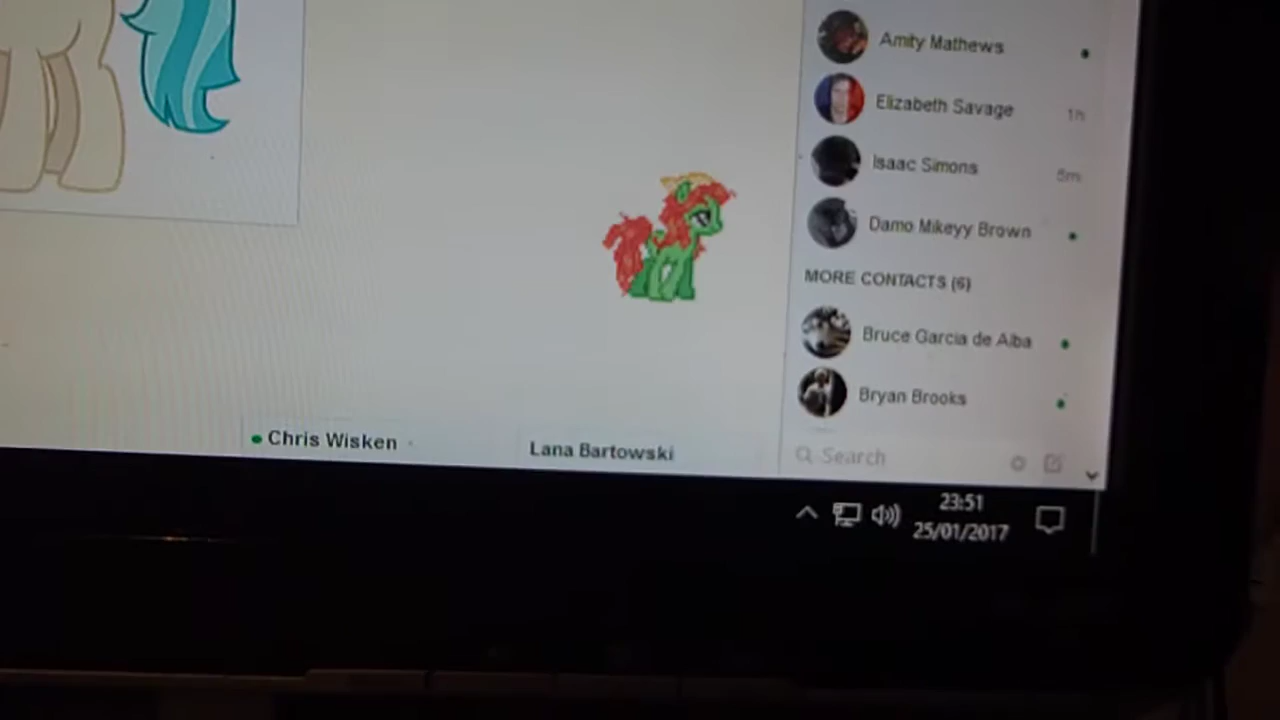 Amity Mathews
Elizabeth Savage 1h
Isaac Simons 5m
Damo Mikeyy Brown
MORE CONTACTS (6)
Bruce Garcia de Alba
Bryan Brooks
Chris Wisken
Lana Bartowski
Search
23:51
25/01/2017